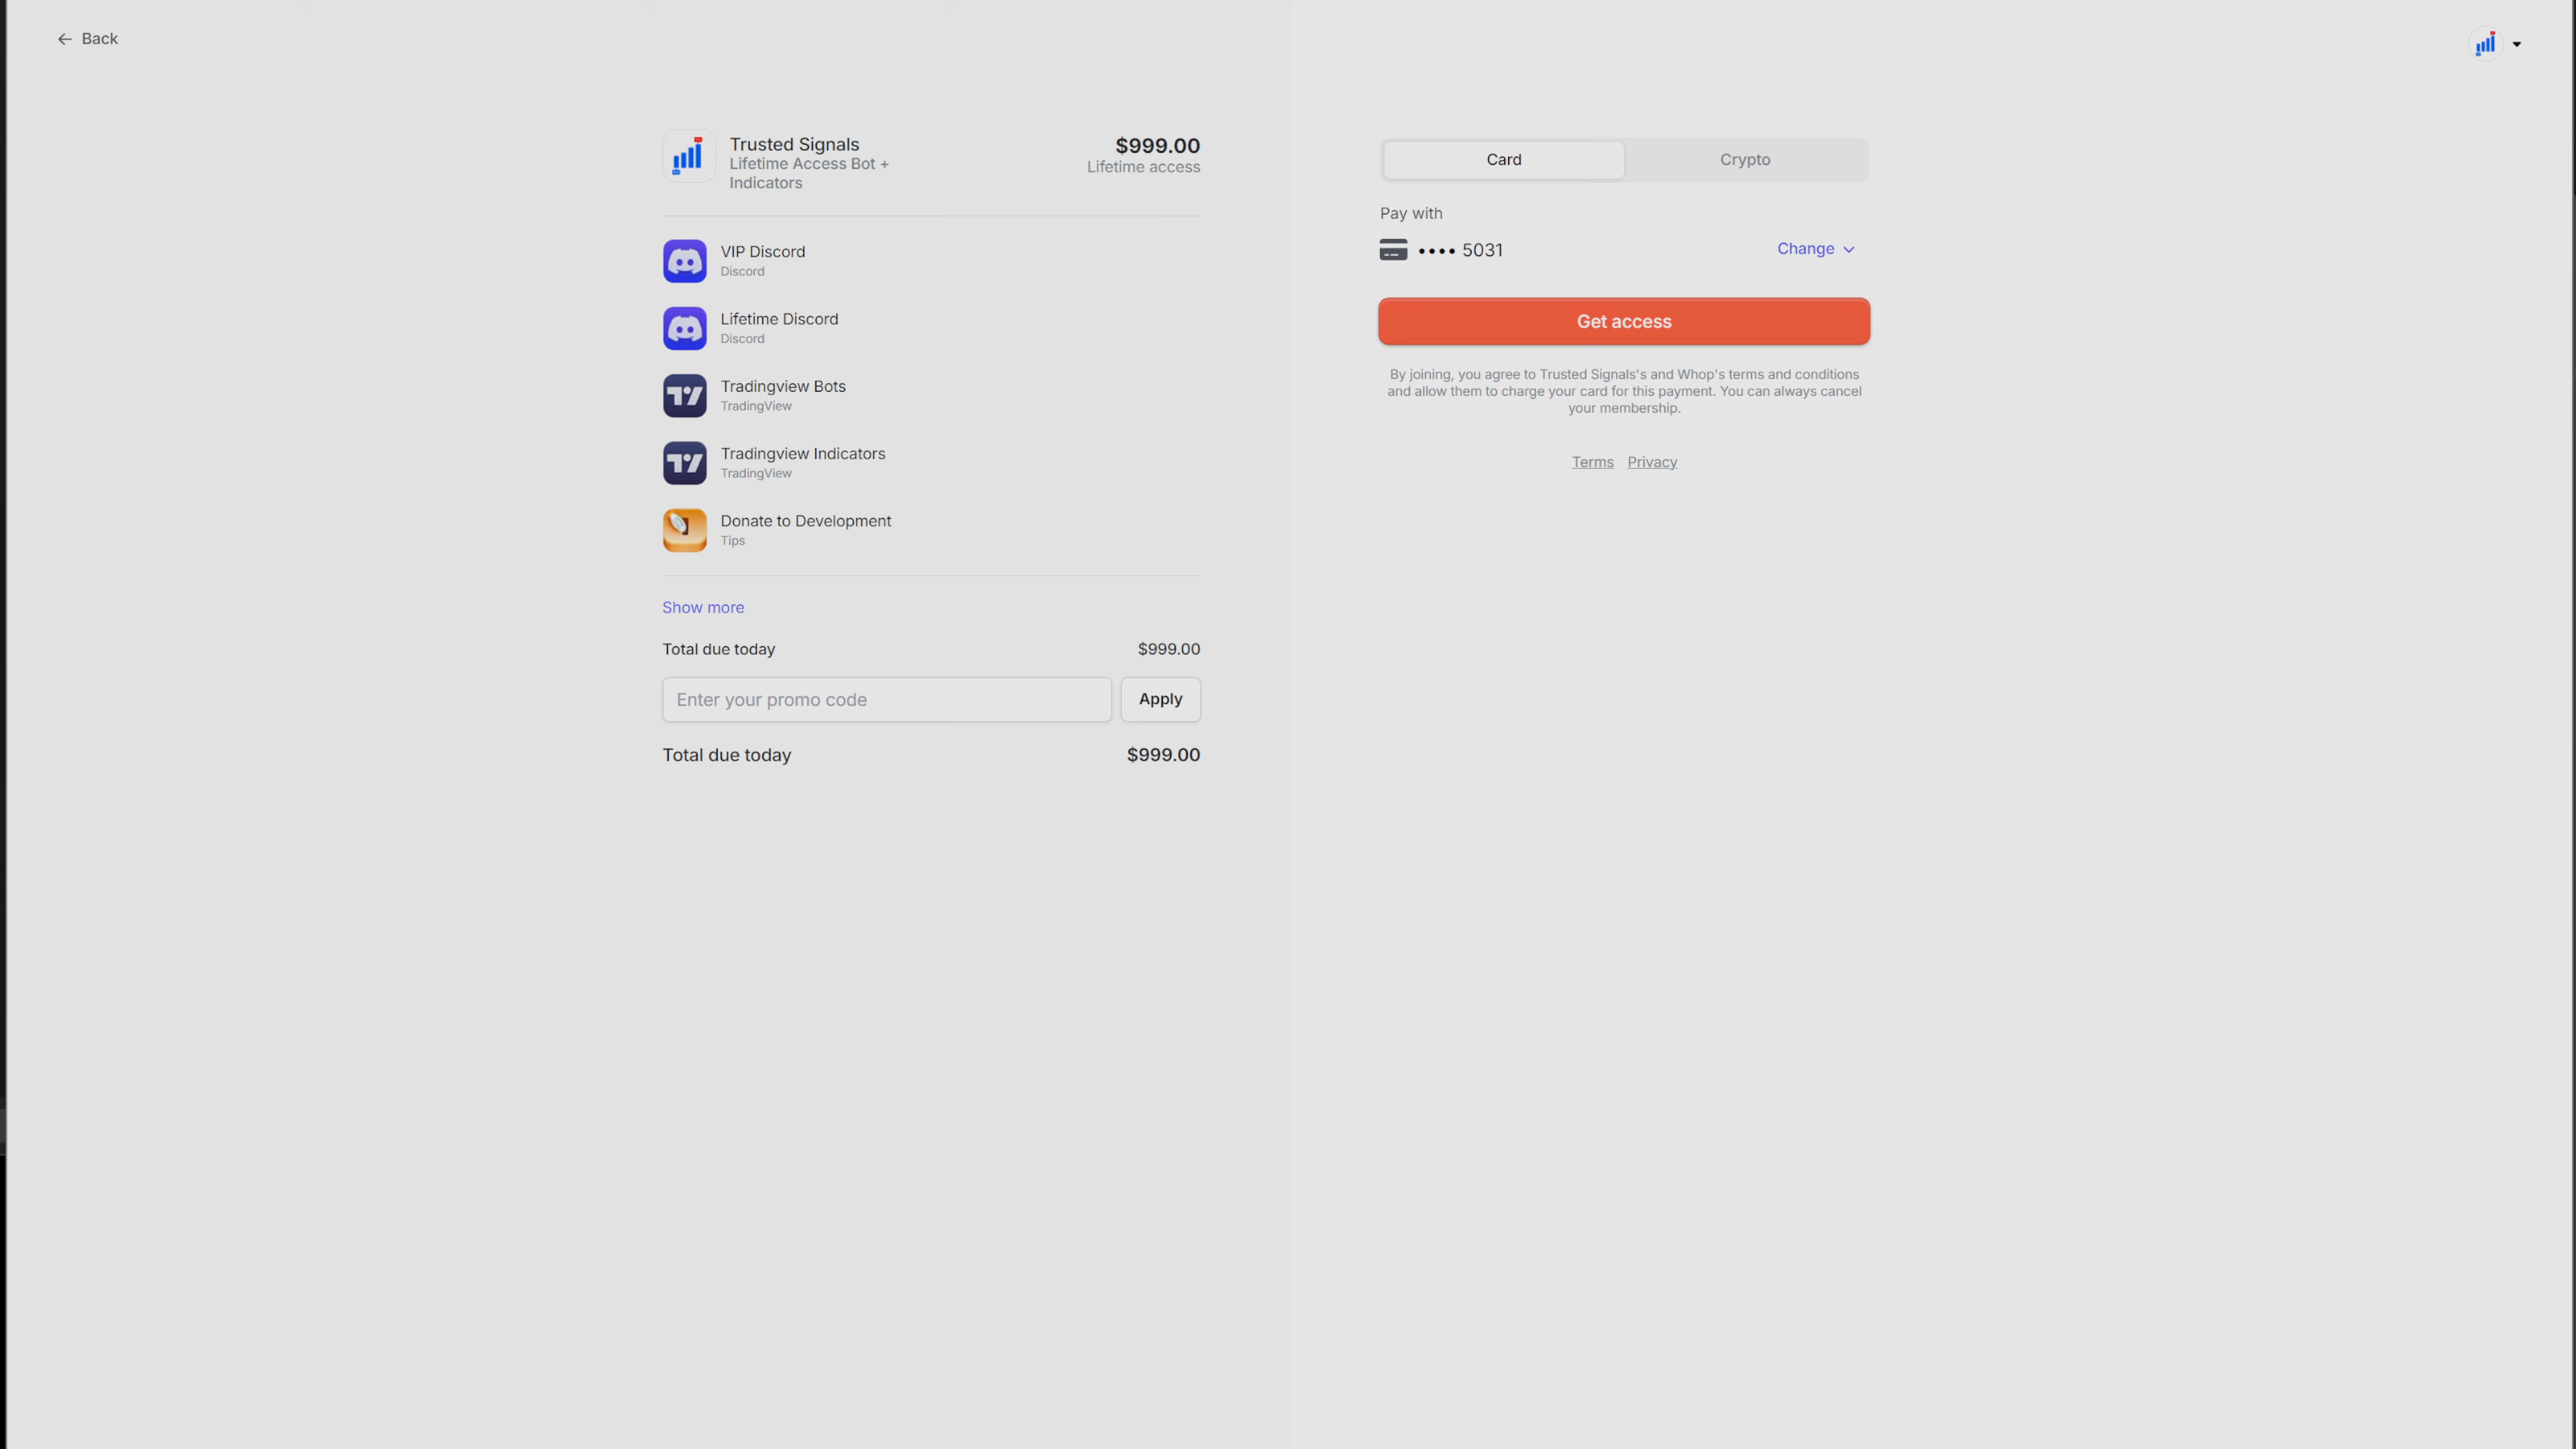 Back
Trusted Signals
Lifetime Access Bot +
Indicators
$999.00
Lifetime access
VIP Discord
Discord
Lifetime Discord
Discord
Tradingview Bots
TradingView
Tradingview Indicators
TradingView
Donate to Development
Tips
Show more
Total due today $999.00
Enter your promo code Apply
Total due today $999.00
Card Crypto
Pay with
•••• 5031 Change
Get access
By joining, you agree to Trusted Signals's and Whop's terms and conditions
and allow them to charge your card for this payment. You can always cancel
your membership.
Terms Privacy